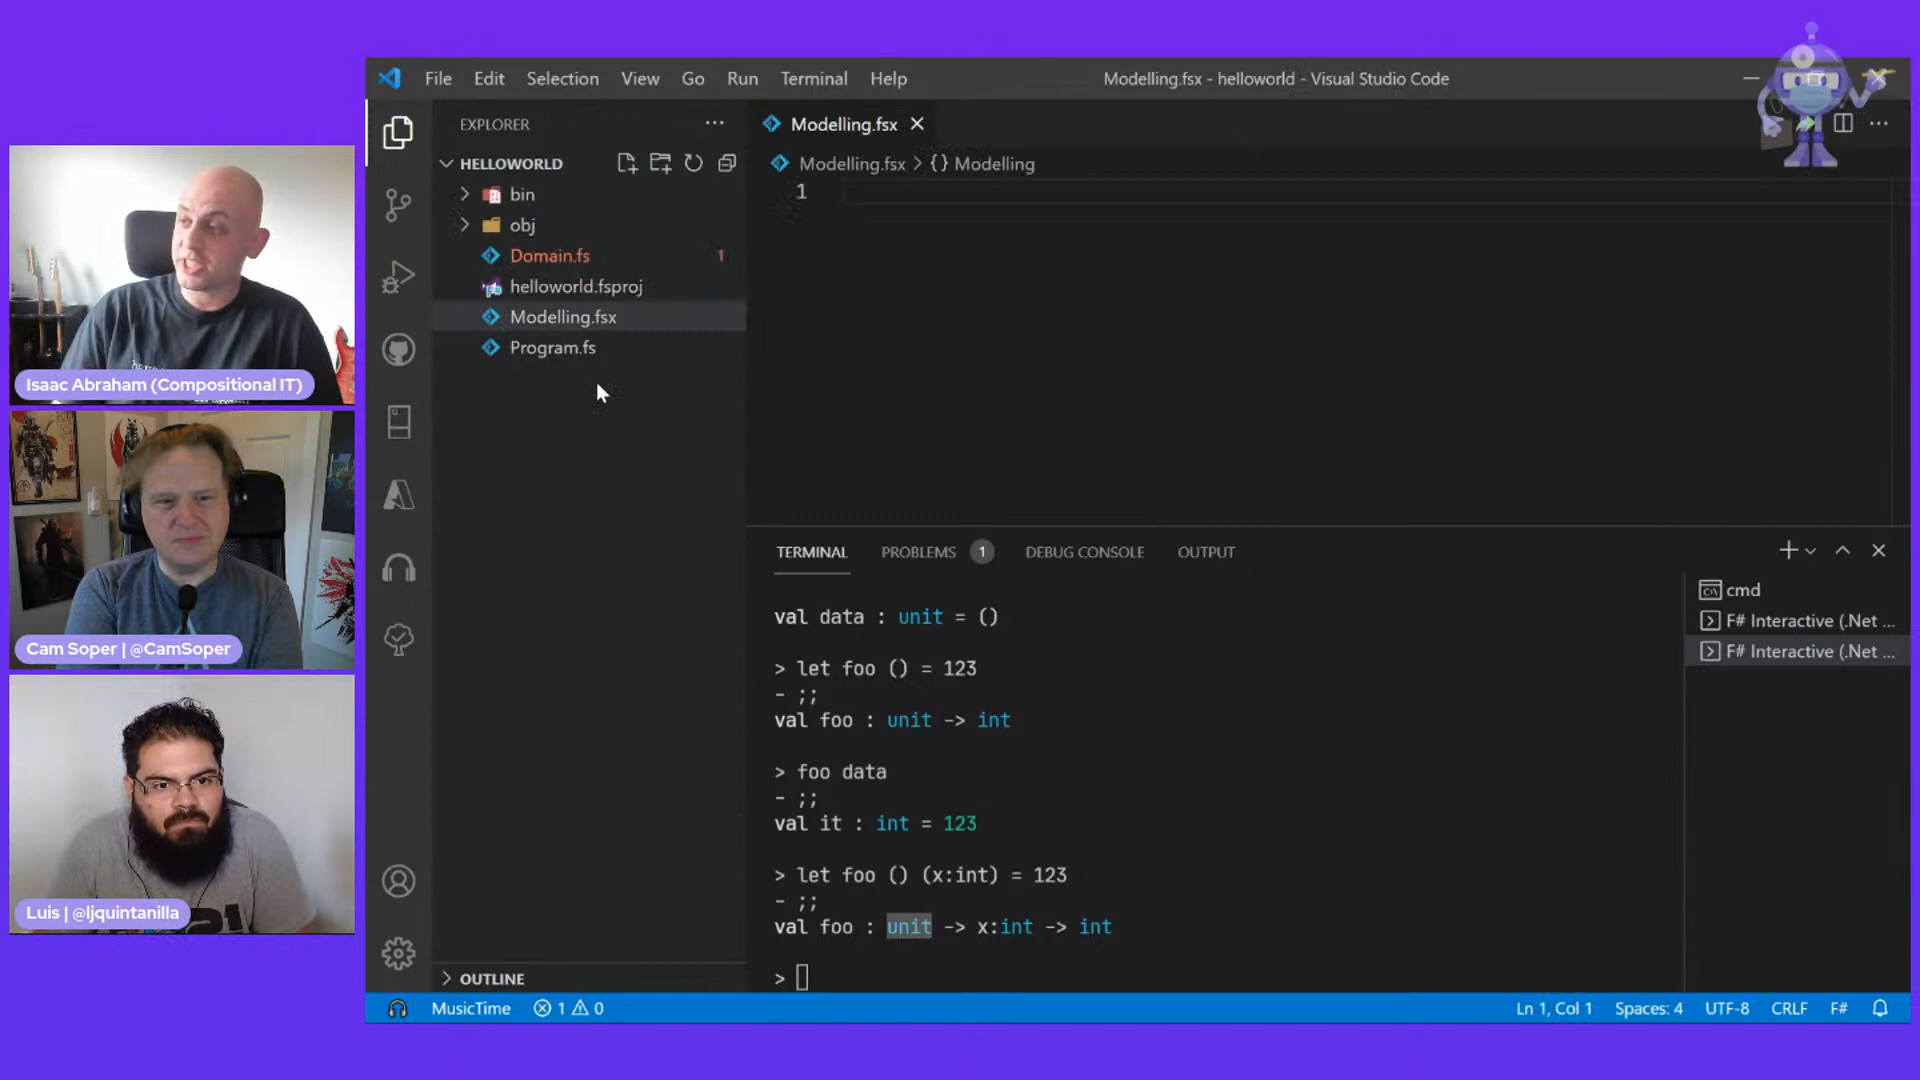 File Edit Selection View Go Run Terminal Help
Modelling.fsx - helloworld - Visual Studio Code
EXPLORER
HELLOWORLD
bin
obj
Domain.fs 1
helloworld.fsproj
Modelling.fsx
Program.fs
OUTLINE
Modelling.fsx
Modelling.fsx > {} Modelling
1
TERMINAL PROBLEMS 1 DEBUG CONSOLE OUTPUT
val data : unit = ()
> let foo () = 123
- ;;
val foo : unit -> int
> foo data
- ;;
val it : int = 123
> let foo () (x:int) = 123
- ;;
val foo : unit -> x:int -> int
>
cmd
F# Interactive (.Net ...
F# Interactive (.Net ...
MusicTime 1 0
Ln 1, Col 1 Spaces: 4 UTF-8 CRLF F#
Isaac Abraham (Compositional IT)
Cam Soper | @CamSoper
Luis | @ljquintanilla